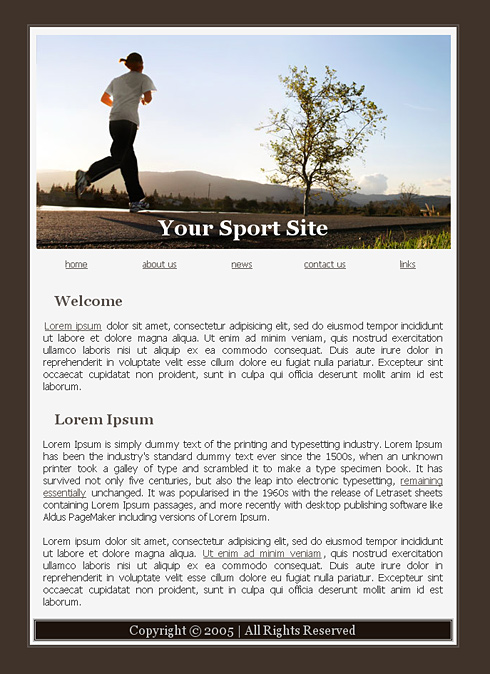 Your Sport Site
home about us news contact us links
Welcome
Lorem ipsum dolor sit amet, consectetur adipisicing elit, sed do eiusmod tempor incididunt
ut labore et dolore magna aliqua. Ut enim ad minim veniam, quis nostrud exercitation
ullamco laboris nisi ut aliquip ex ea commodo consequat. Duis aute irure dolor in
reprehenderit in voluptate velit esse cillum dolore eu fugiat nulla pariatur. Excepteur sint
occaecat cupidatat non proident, sunt in culpa qui officia deserunt mollit anim id est
laborum.
Lorem Ipsum
Lorem Ipsum is simply dummy text of the printing and typesetting industry. Lorem Ipsum
has been the industry's standard dummy text ever since the 1500s, when an unknown
printer took a galley of type and scrambled it to make a type specimen book. It has
survived not only five centuries, but also the leap into electronic typesetting, remaining
essentially unchanged. It was popularised in the 1960s with the release of Letraset sheets
containing Lorem Ipsum passages, and more recently with desktop publishing software like
Aldus PageMaker including versions of Lorem Ipsum.
Lorem ipsum dolor sit amet, consectetur adipisicing elit, sed do eiusmod tempor incididunt
ut labore et dolore magna aliqua. Ut enim ad minim veniam, quis nostrud exercitation
ullamco laboris nisi ut aliquip ex ea commodo consequat. Duis aute irure dolor in
reprehenderit in voluptate velit esse cillum dolore eu fugiat nulla pariatur. Excepteur sint
occaecat cupidatat non proident, sunt in culpa qui officia deserunt mollit anim id est
laborum.
Copyright © 2005 | All Rights Reserved